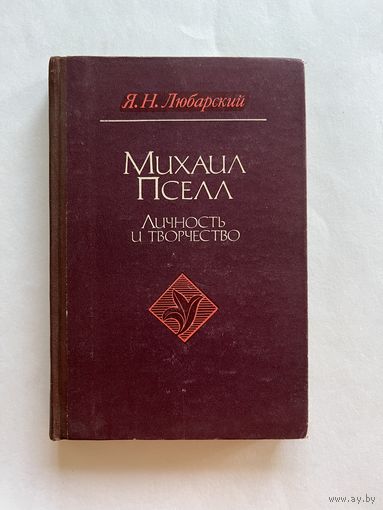 Я. Н. Любарский
Михаил
Пселл
Личность
и творчество
www.ay.by